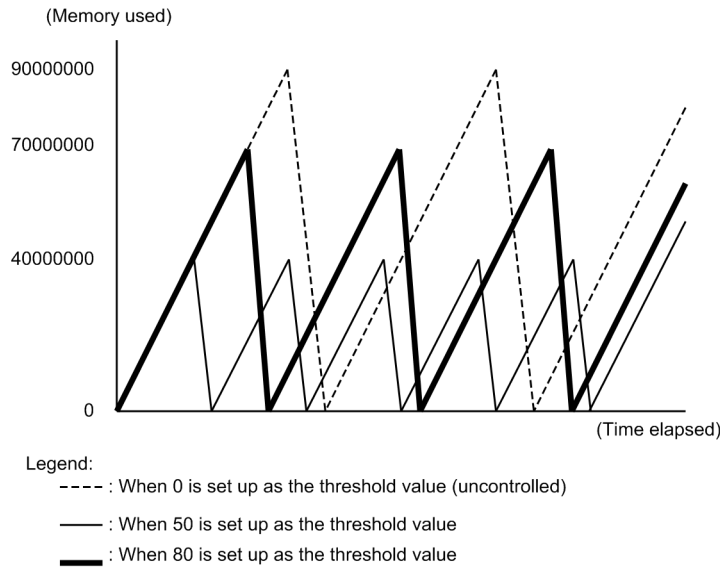 (Memory used)
90000000
70000000
40000000
0
(Time elapsed)
Legend:
: When 0 is set up as the threshold value (uncontrolled)
: When 50 is set up as the threshold value
: When 80 is set up as the threshold value